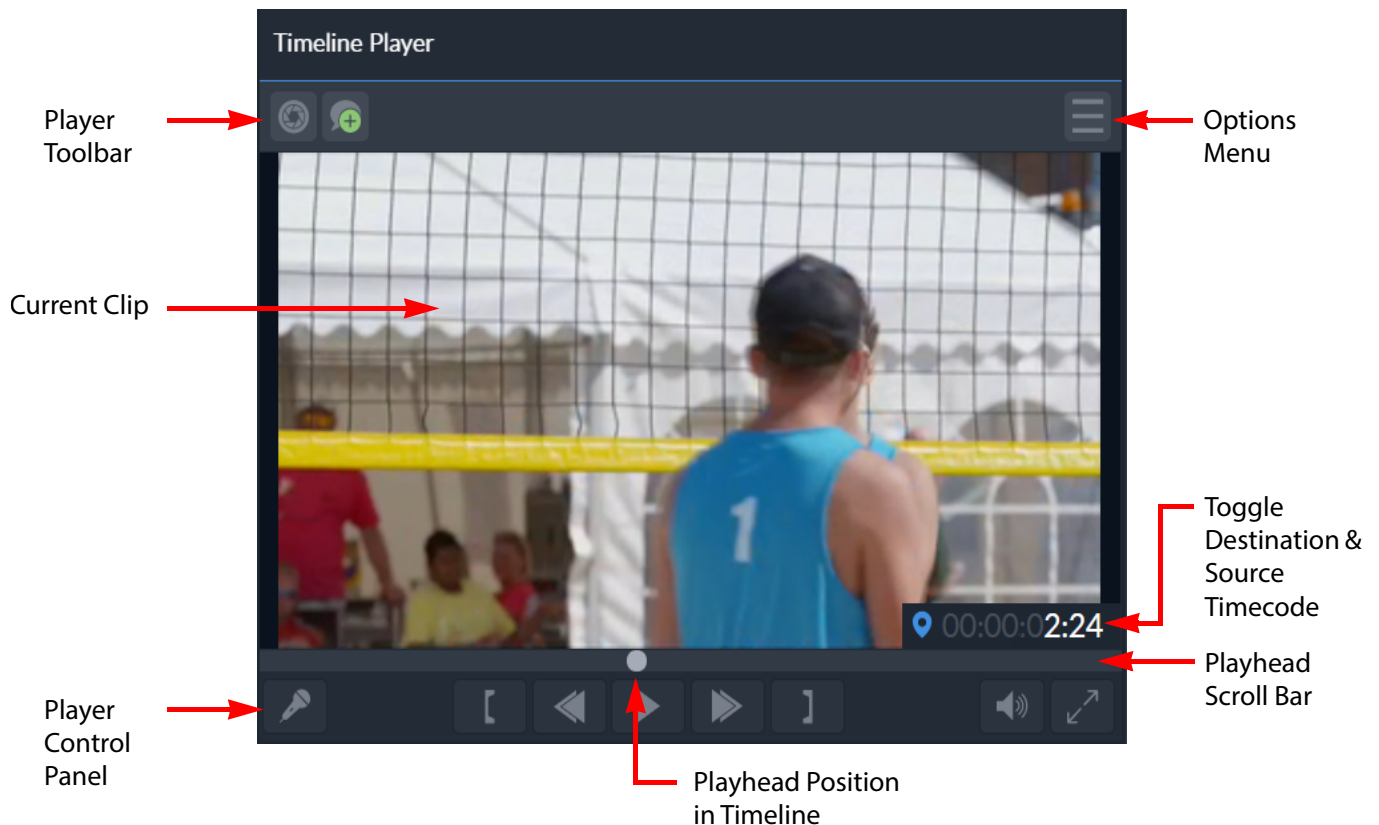 Timeline Player
Player
Toolbar
Options
Menu
Current Clip
1
Toggle
Destination &
Source
Timecode
00:00:02:24
Playhead
Scroll Bar
Player
Control
Panel
Playhead Position
in Timeline